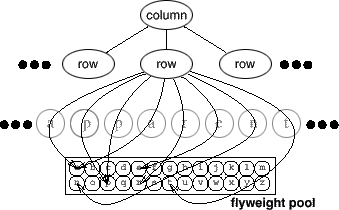 column
row row row
a p p a r e n t
a b c d e f g h i j k l m
n o p q r s t u v w x y z
flyweight pool